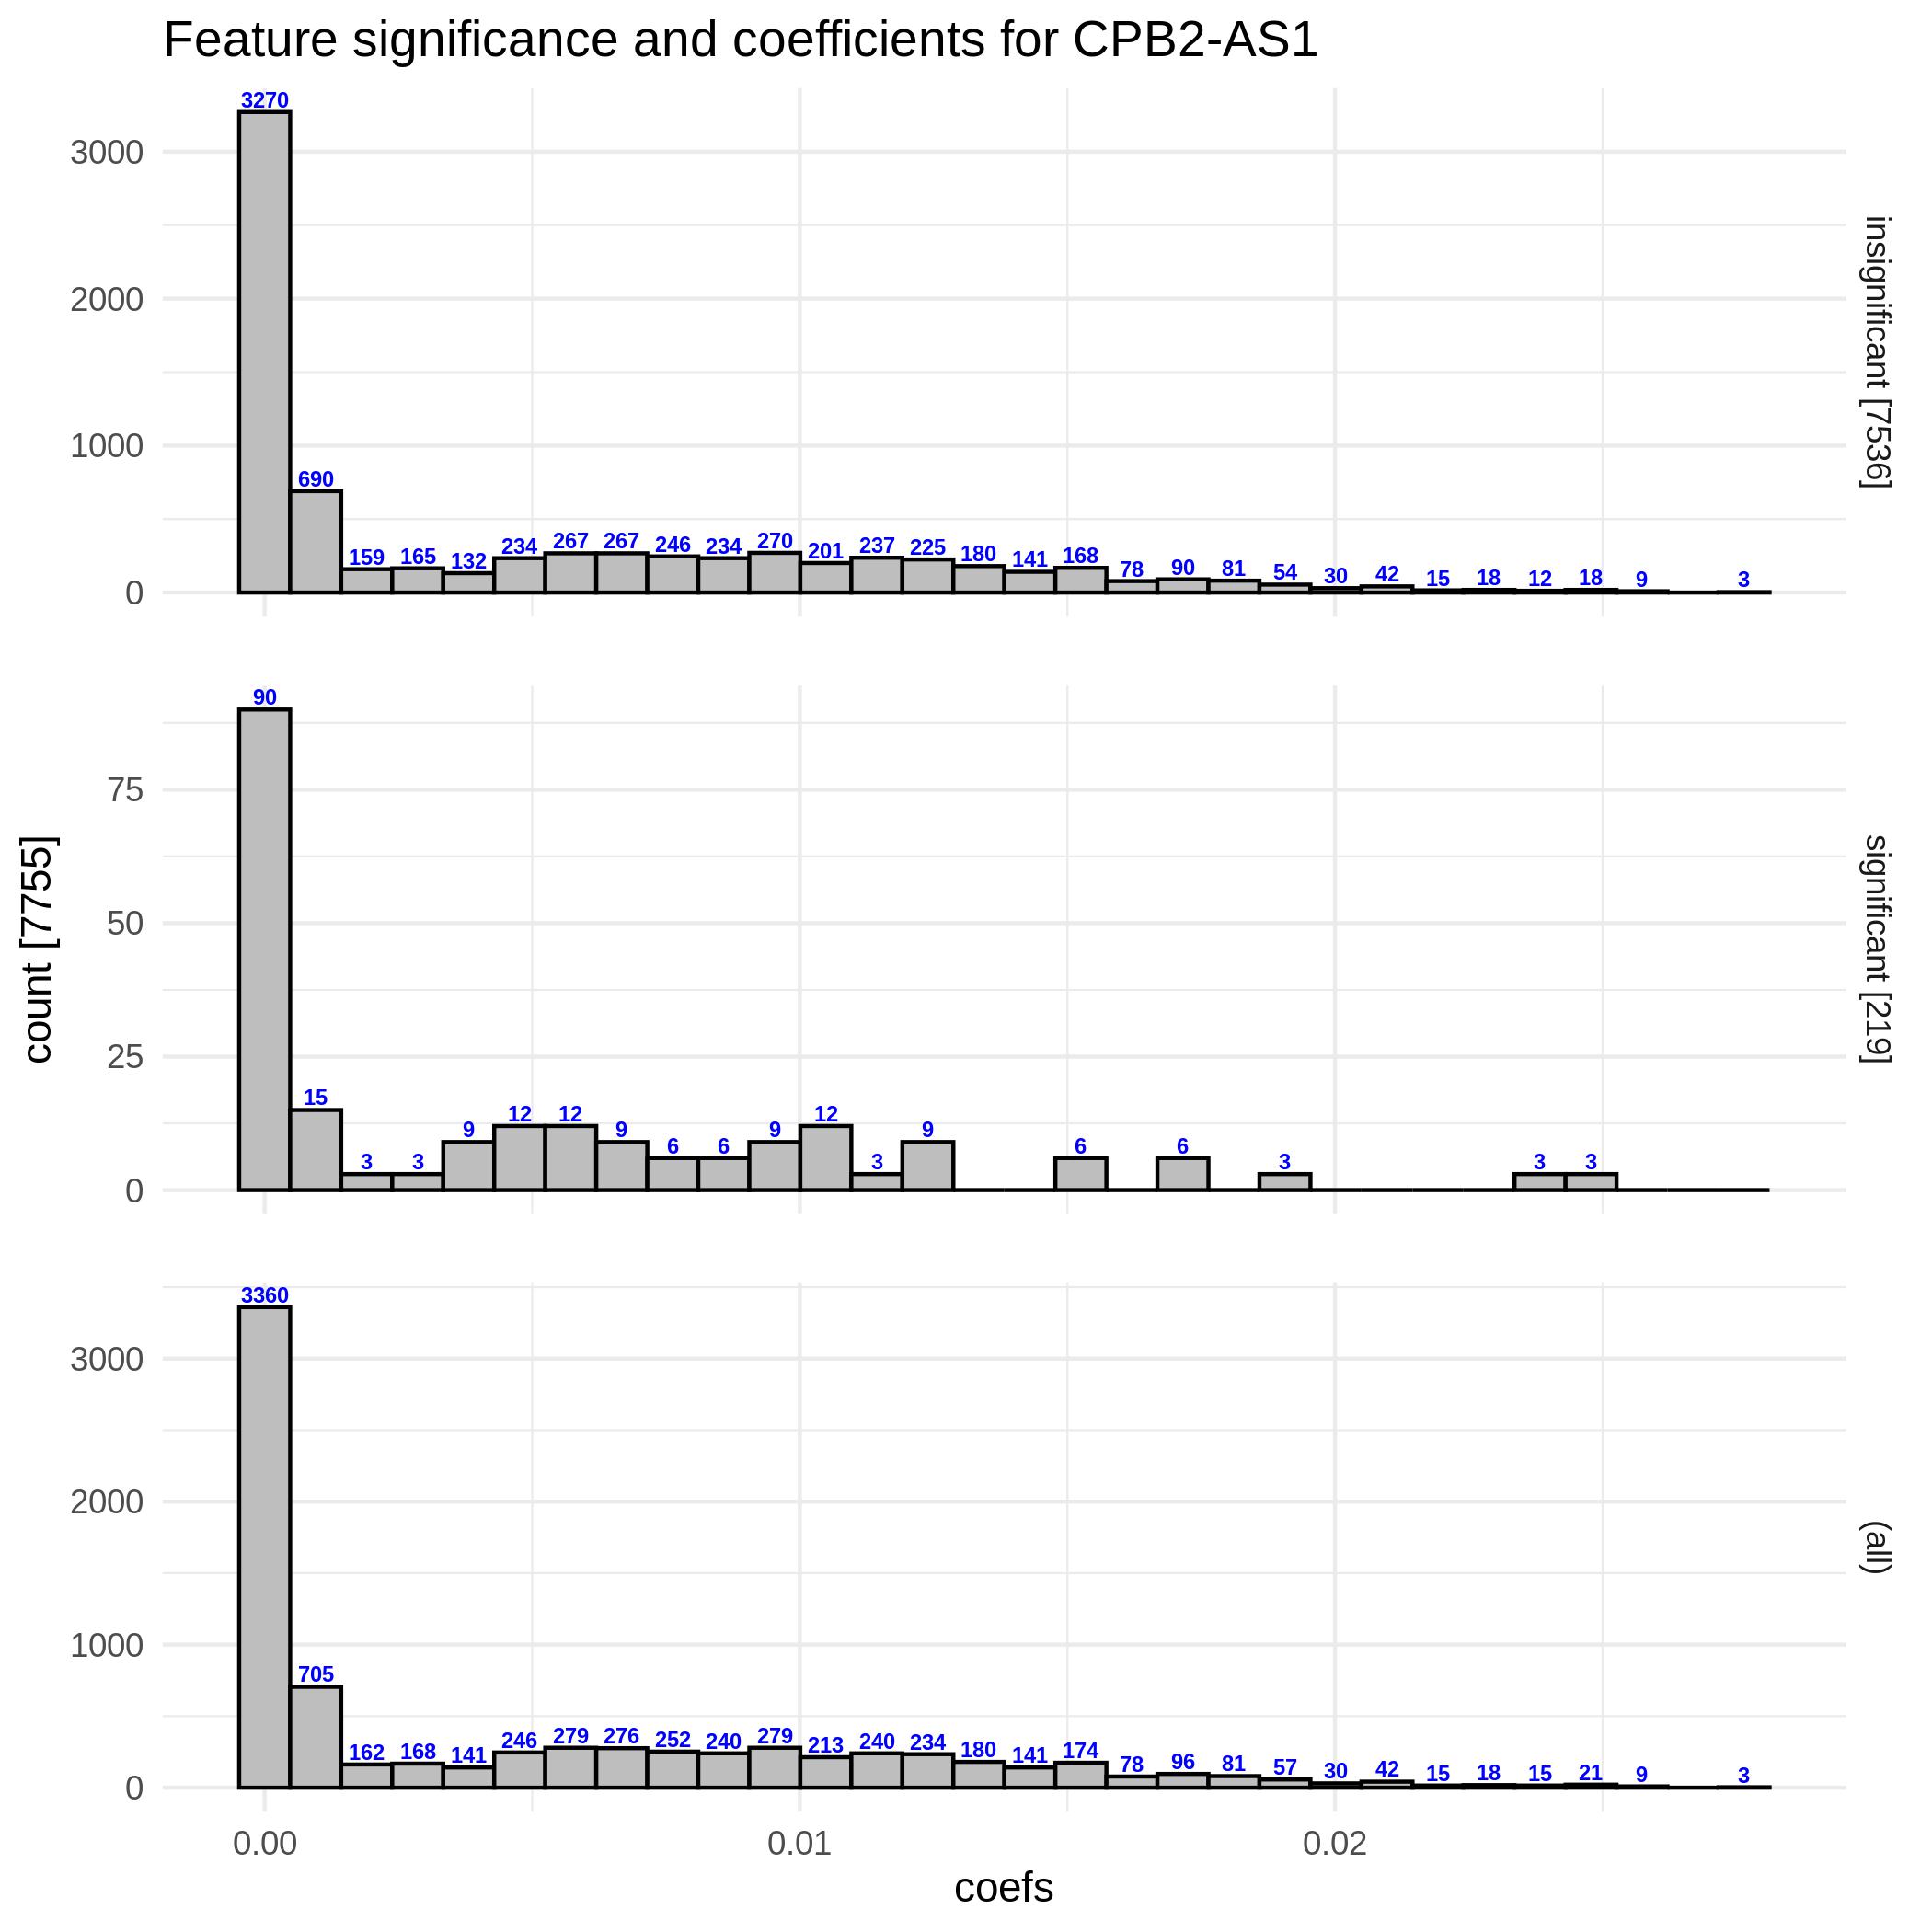 Feature significance and coefficients for CPB2-AS1
3270
690
159 165 132 234 267 267 246 234 270 201 237 225 180 141 168 78 90 81 54 30 42 15 18 12 18 9 3
3000
2000
1000
0
insignificant [7536]
90
15
3 3 9 12 12 9 6 6 9 12 3 9 6 6 3 3 3
75
50
25
0
significant [219]
count [7755]
3360
705
162 168 141 246 279 276 252 240 279 213 240 234 180 141 174 78 96 81 57 30 42 15 18 15 21 9 3
3000
2000
1000
0
(all)
0.00 0.01 0.02
coefs